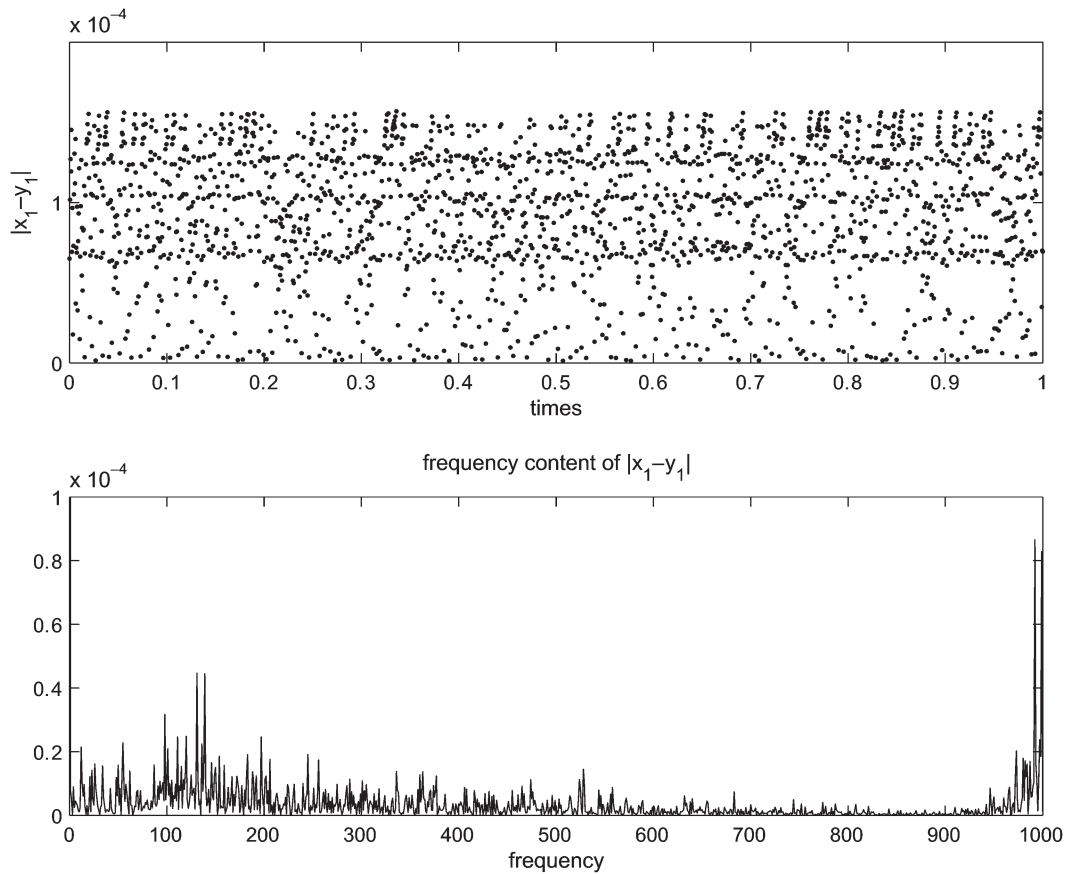 x 10⁻⁴
|x₁−y₁|
1
0
0 0.1 0.2 0.3 0.4 0.5 0.6 0.7 0.8 0.9 1
times
frequency content of |x₁−y₁|
x 10⁻⁴
1
0.8
0.6
0.4
0.2
0
0 100 200 300 400 500 600 700 800 900 1000
frequency